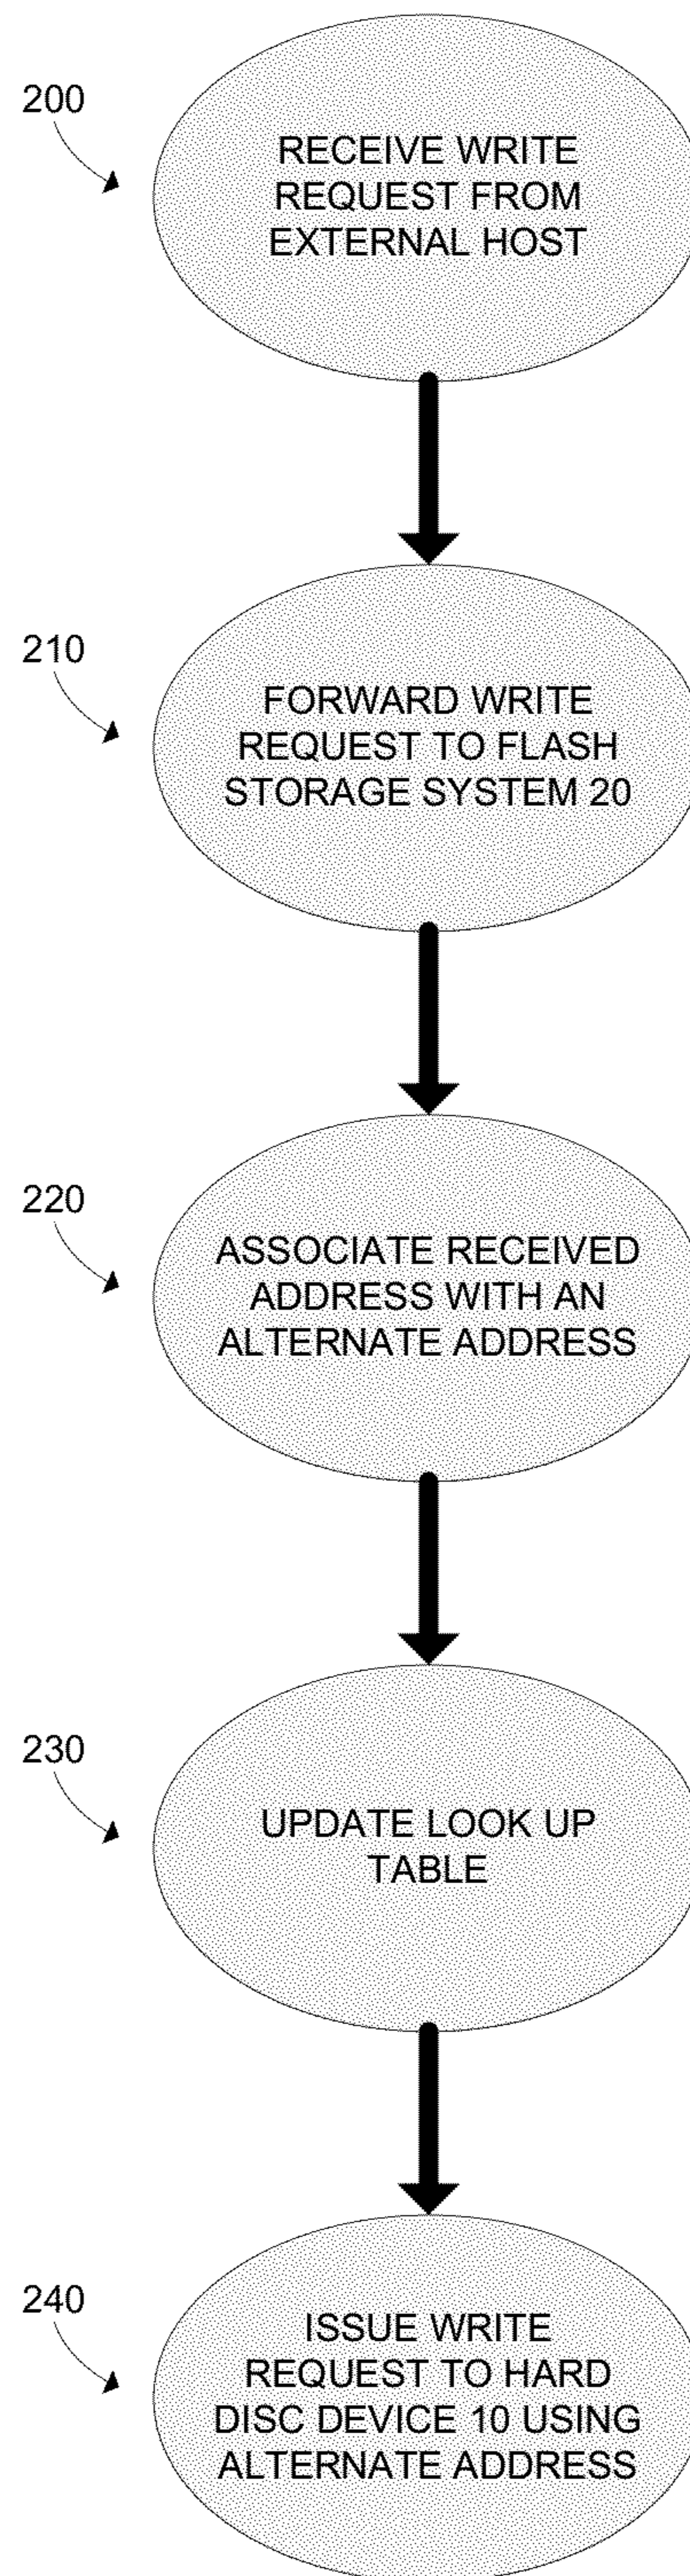 200
RECEIVE WRITE
REQUEST FROM
EXTERNAL HOST
210
FORWARD WRITE
REQUEST TO FLASH
STORAGE SYSTEM 20
220
ASSOCIATE RECEIVED
ADDRESS WITH AN
ALTERNATE ADDRESS
230
UPDATE LOOK UP
TABLE
240
ISSUE WRITE
REQUEST TO HARD
DISC DEVICE 10 USING
ALTERNATE ADDRESS